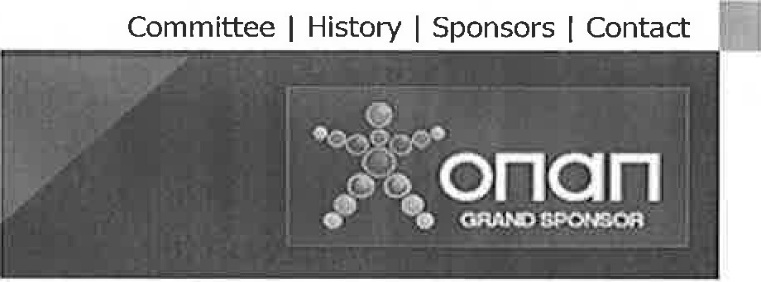 Committee | History | Sponsors | Contact
οπαπ
GRAND SPONSOR